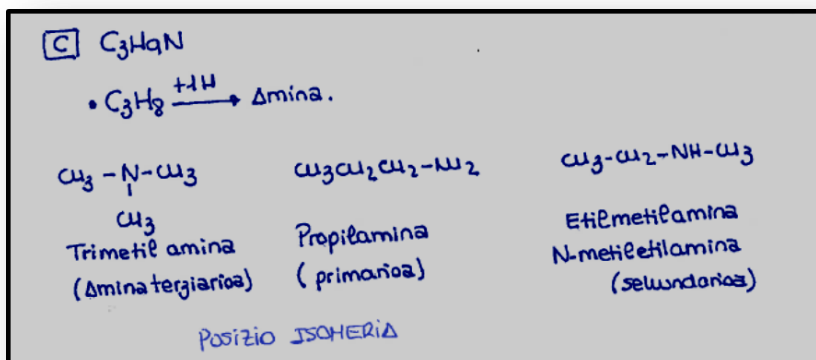 C C3H9N
• C3H8 +1H → Amina.
CH3 - N - CH3
CH3
Trimetil amina
(Amina tertziarioa)
CH3CH2CH2-NH2
Propilamina
(primarioa)
CH3-CH2-NH-CH3
Etilmetilamina
N-metiletilamina
(sekundarioa)
POSIZIO ISOMERIA